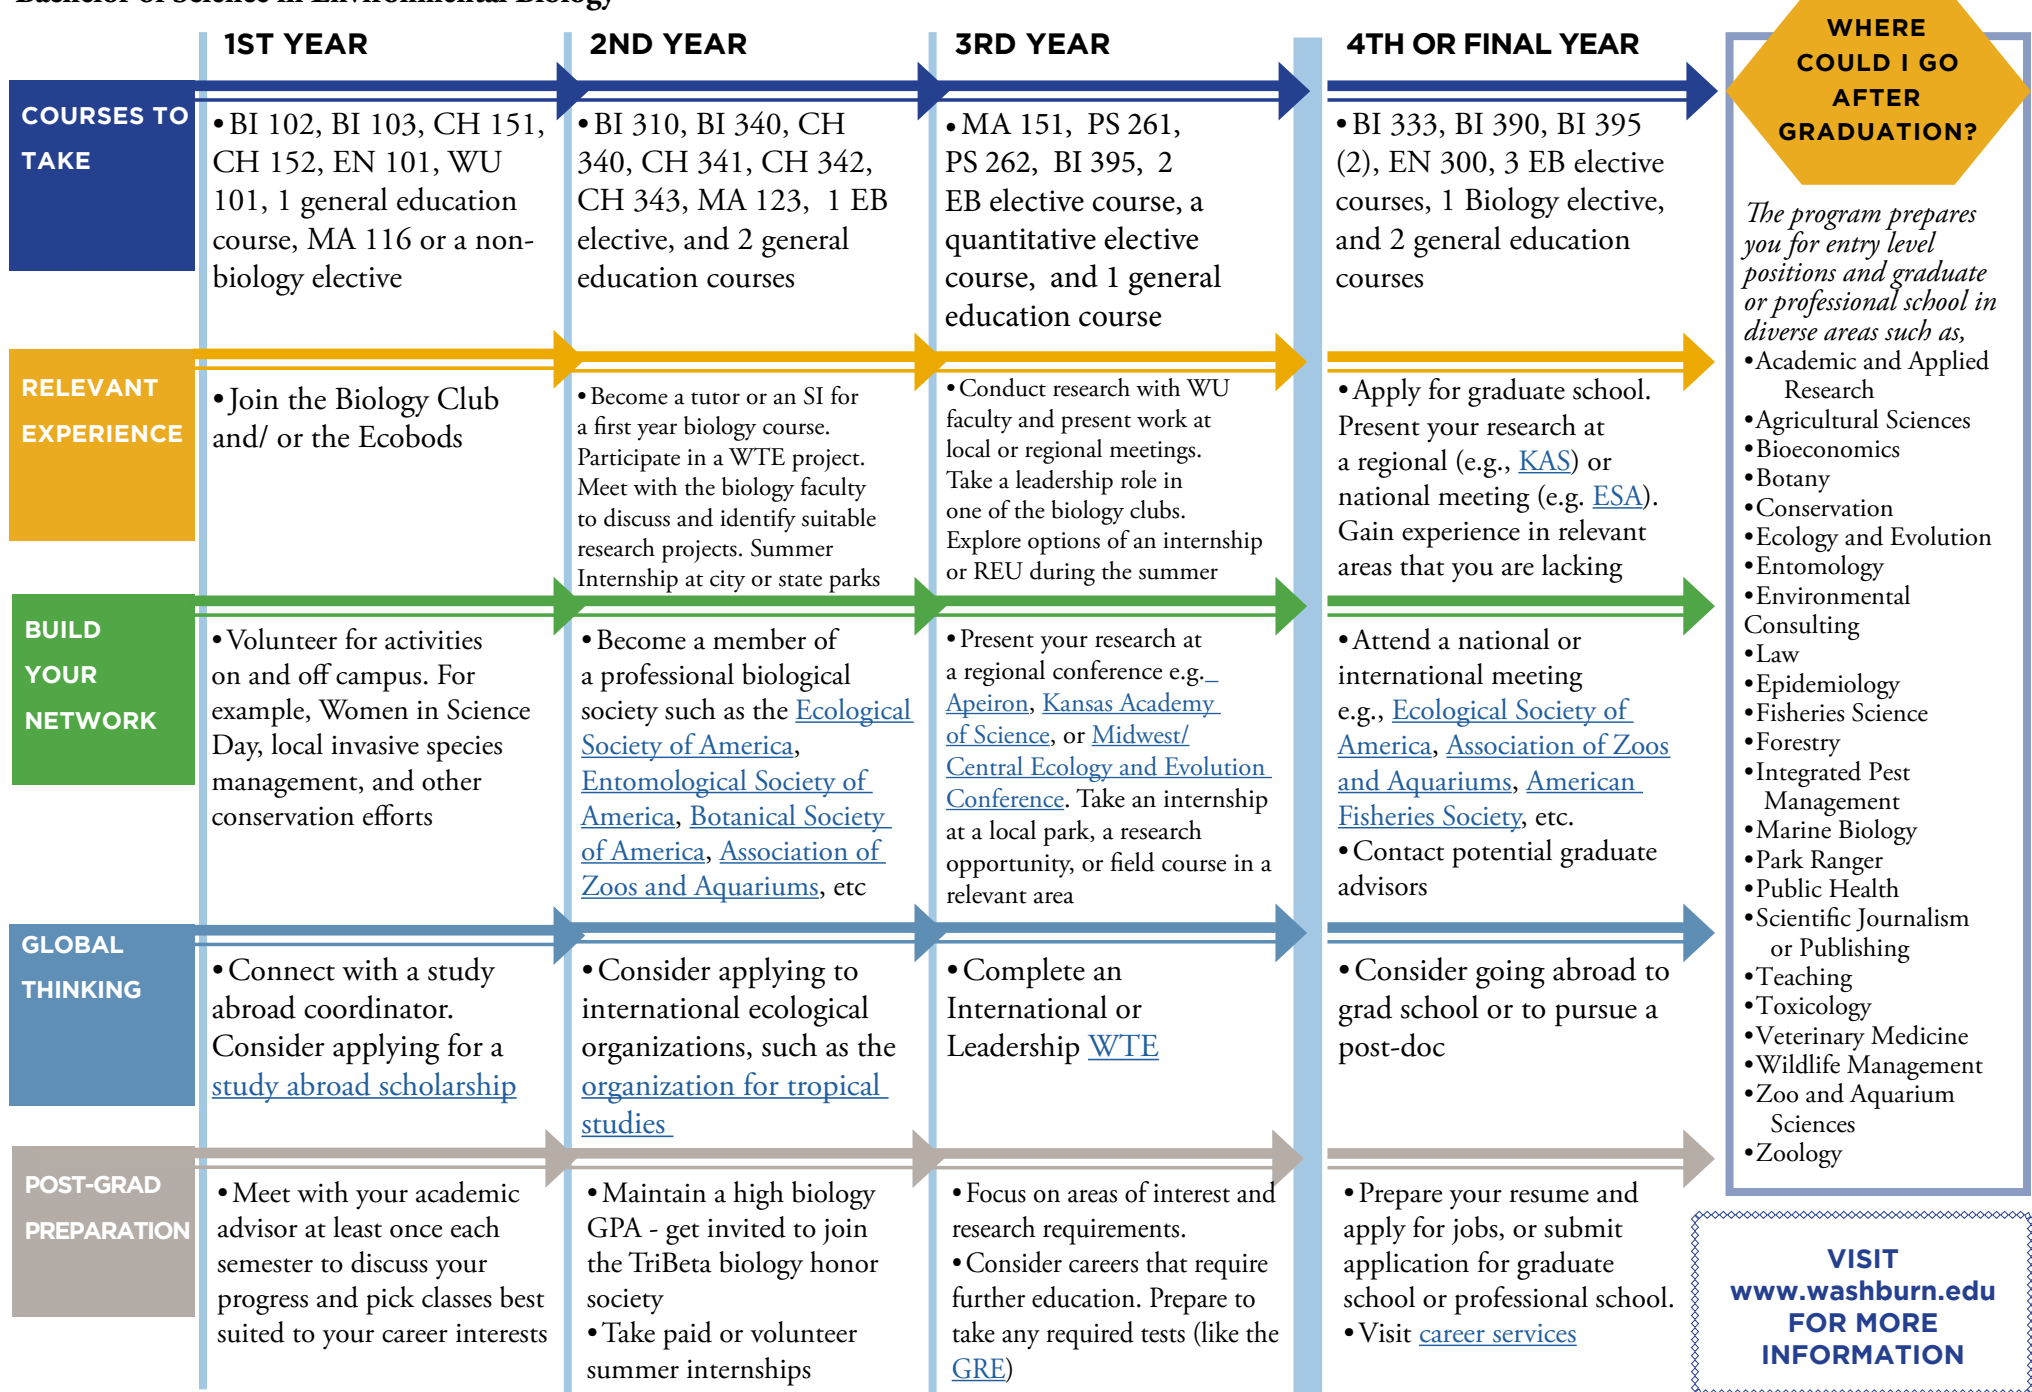 Bachelor of Science in Environmental Biology
1ST YEAR
2ND YEAR
3RD YEAR
4TH OR FINAL YEAR
COURSES TO
TAKE
•BI 102, BI 103, CH 151,
CH 152, EN 101, WU
101, 1 general education
course, MA 116 or a non-
biology elective
•BI 310, BI 340, CH
340, CH 341, CH 342,
CH 343, MA 123, 1 EB
elective, and 2 general
education courses
•MA 151, PS 261,
PS 262, BI 395, 2
EB elective course, a
quantitative elective
course, and 1 general
education course
•BI 333, BI 390, BI 395
(2), EN 300, 3 EB elective
courses, 1 Biology elective,
and 2 general education
courses
RELEVANT
EXPERIENCE
•Join the Biology Club
and/ or the Ecobods
•Become a tutor or an SI for
a first year biology course.
Participate in a WTE project.
Meet with the biology faculty
to discuss and identify suitable
research projects. Summer
Internship at city or state parks
•Conduct research with WU
faculty and present work at
local or regional meetings.
Take a leadership role in
one of the biology clubs.
Explore options of an internship
or REU during the summer
•Apply for graduate school.
Present your research at
a regional (e.g., KAS) or
national meeting (e.g. ESA).
Gain experience in relevant
areas that you are lacking
BUILD
YOUR
NETWORK
•Volunteer for activities
on and off campus. For
example, Women in Science
Day, local invasive species
management, and other
conservation efforts
•Become a member of
a professional biological
society such as the Ecological
Society of America,
Entomological Society of
America, Botanical Society
of America, Association of
Zoos and Aquariums, etc
•Present your research at
a regional conference e.g.
Apeiron, Kansas Academy
of Science, or Midwest/
Central Ecology and Evolution
Conference. Take an internship
at a local park, a research
opportunity, or field course in a
relevant area
•Attend a national or
international meeting
e.g., Ecological Society of
America, Association of Zoos
and Aquariums, American
Fisheries Society, etc.
•Contact potential graduate
advisors
GLOBAL
THINKING
•Connect with a study
abroad coordinator.
Consider applying for a
study abroad scholarship
•Consider applying to
international ecological
organizations, such as the
organization for tropical
studies
•Complete an
International or
Leadership WTE
•Consider going abroad to
grad school or to pursue a
post-doc
POST-GRAD
PREPARATION
•Meet with your academic
advisor at least once each
semester to discuss your
progress and pick classes best
suited to your career interests
•Maintain a high biology
GPA - get invited to join
the TriBeta biology honor
society
•Take paid or volunteer
summer internships
•Focus on areas of interest and
research requirements.
•Consider careers that require
further education. Prepare to
take any required tests (like the
GRE)
•Prepare your resume and
apply for jobs, or submit
application for graduate
school or professional school.
•Visit career services
WHERE
COULD I GO
AFTER
GRADUATION?
The program prepares
you for entry level
positions and graduate
or professional school in
diverse areas such as,
•Academic and Applied
Research
•Agricultural Sciences
•Bioeconomics
•Botany
•Conservation
•Ecology and Evolution
•Entomology
•Environmental
Consulting
•Law
•Epidemiology
•Fisheries Science
•Forestry
•Integrated Pest
Management
•Marine Biology
•Park Ranger
•Public Health
•Scientific Journalism
or Publishing
•Teaching
•Toxicology
•Veterinary Medicine
•Wildlife Management
•Zoo and Aquarium
Sciences
•Zoology
VISIT
www.washburn.edu
FOR MORE
INFORMATION